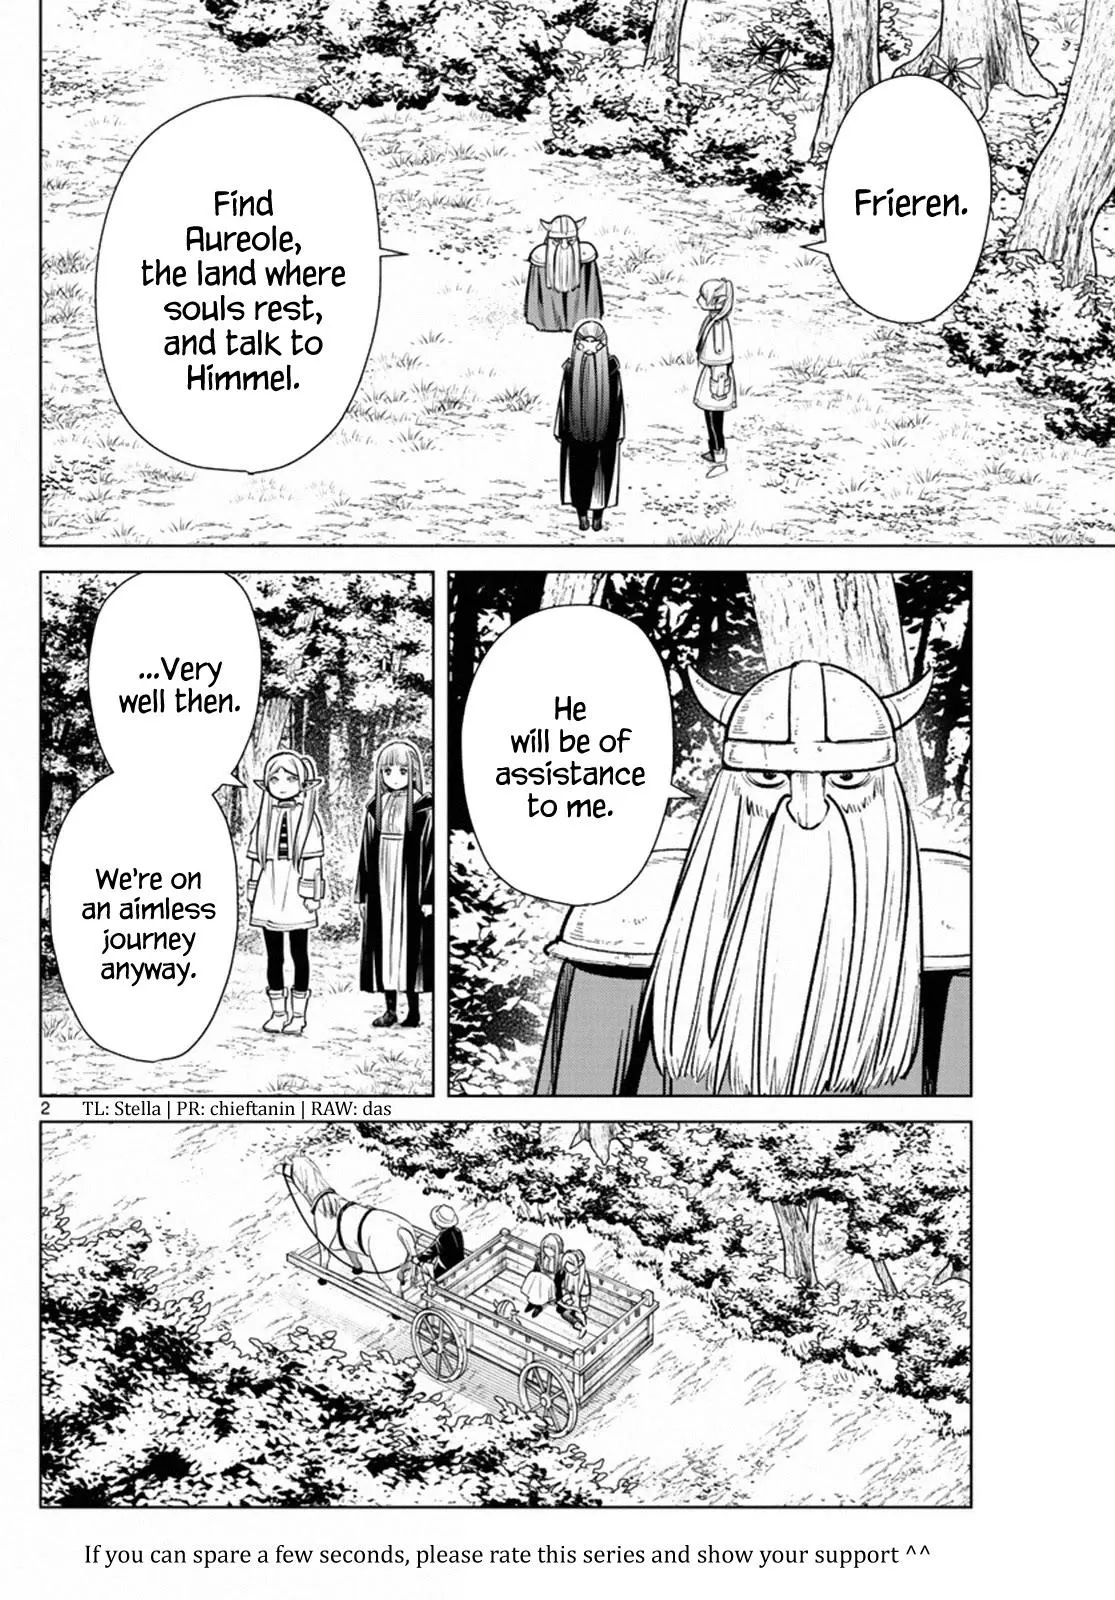 Frieren.
Find
Aureole,
the land where
souls rest,
and talk to
Himmel.
He
will be of
assistance
to me.
...Very
well then.
We're on
an aimless
journey
anyway.
2
TL: Stella | PR: chieftanin | RAW: das
If you can spare a few seconds, please rate this series and show your support ^^